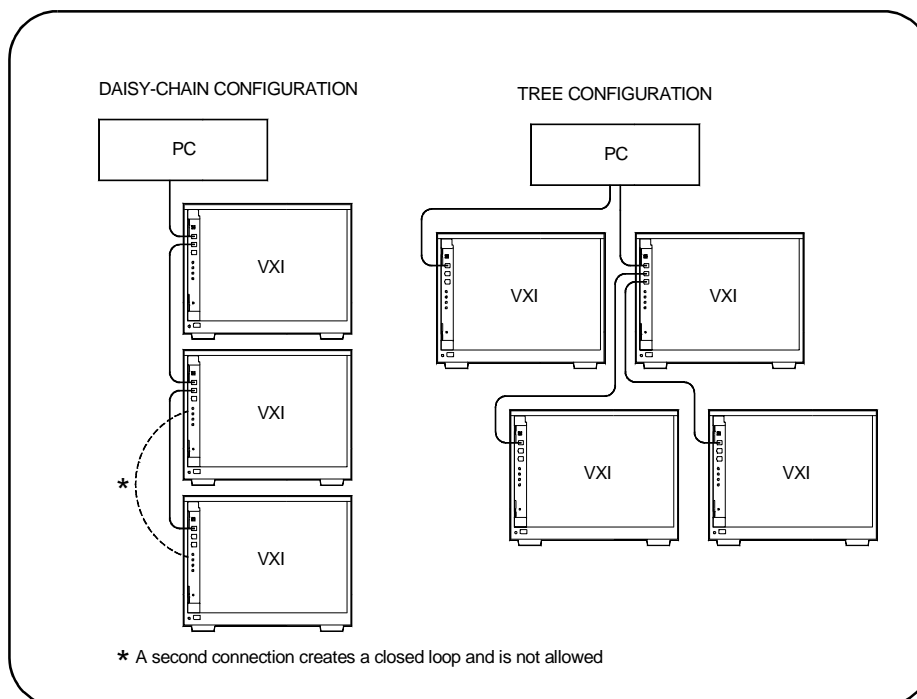 DAISY-CHAIN CONFIGURATION
PC
VXI
VXI
*
VXI
TREE CONFIGURATION
PC
VXI
VXI
VXI
VXI
* A second connection creates a closed loop and is not allowed